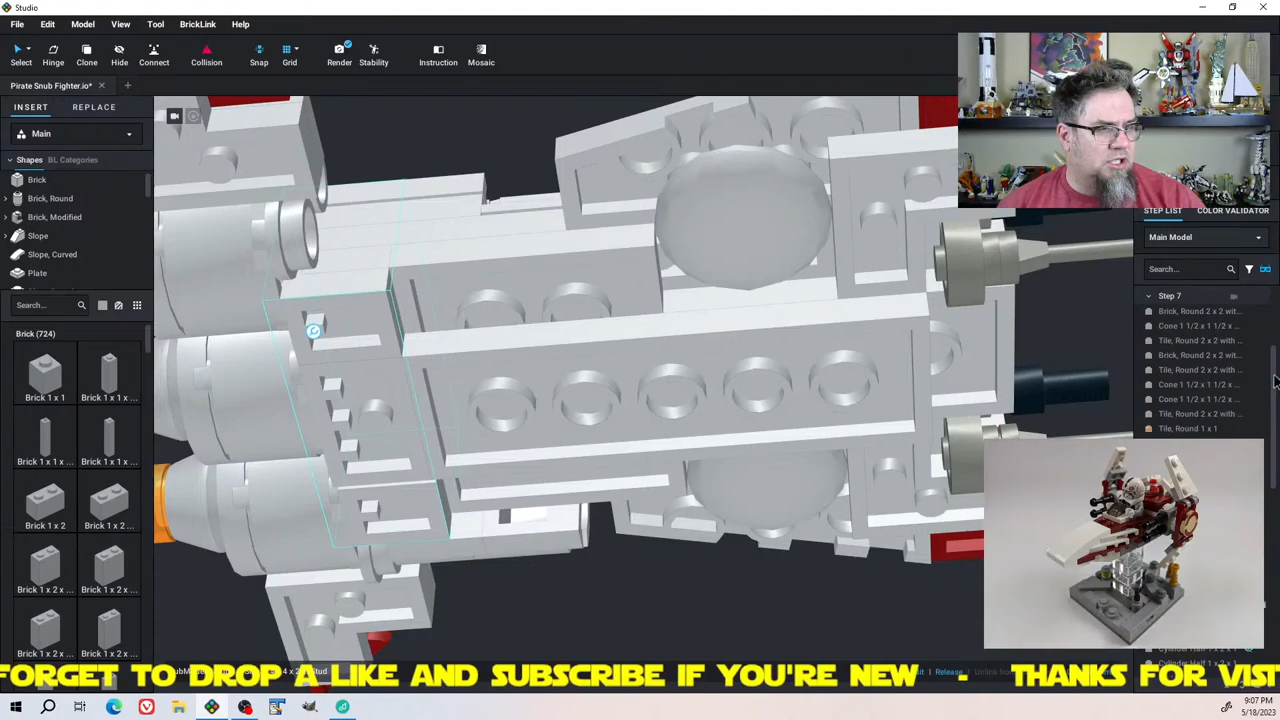 Studio
File Edit Model View Tool BrickLink Help
Select Hinge Clone Hide Connect Collision Snap Grid Render Stability Instruction Mosaic
Pirate Snub Fighter.io*
INSERT REPLACE
Main
Shapes BL Categories
Brick
Brick, Round
Brick, Modified
Slope
Slope, Curved
Plate
Search...
Brick (724)
Brick 1 x 1 Brick 1 x 1 x ...
Brick 1 x 1 x ... Brick 1 x 1 x ...
Brick 1 x 2 Brick 1 x 2 ...
Brick 1 x 2 x ... Brick 1 x 2 x ...
Brick 1 x 2 x ... Brick 1 x 2 x ...
STEP LIST COLOR VALIDATOR
Main Model
Search...
Step 7
Brick, Round 2 x 2 wit...
Cone 1 1/2 x 1 1/2 x ...
Tile, Round 2 x 2 with ...
Brick, Round 2 x 2 wit...
Tile, Round 2 x 2 with ...
Cone 1 1/2 x 1 1/2 x ...
Cone 1 1/2 x 1 1/2 x ...
Tile, Round 2 x 2 with ...
Tile, Round 1 x 1
Release
FORGET TO DROP A LIKE AND SUBSCRIBE IF YOU'RE NEW - THANKS FOR VIST
9:07 PM
5/18/2023